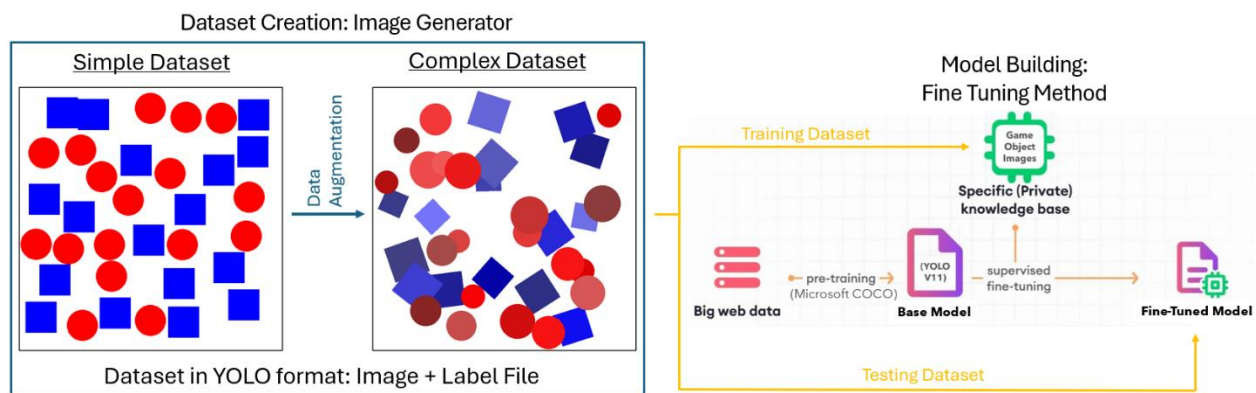 Dataset Creation: Image Generator
Simple Dataset
Complex Dataset
Data
Augmentation
Dataset in YOLO format: Image + Label File
Model Building:
Fine Tuning Method
Training Dataset
Game
Object
Images
Specific (Private)
knowledge base
(YOLO
V11)
pre-training
(Microsoft COCO)
supervised
fine-tuning
Big web data
Base Model
Fine-Tuned Model
Testing Dataset